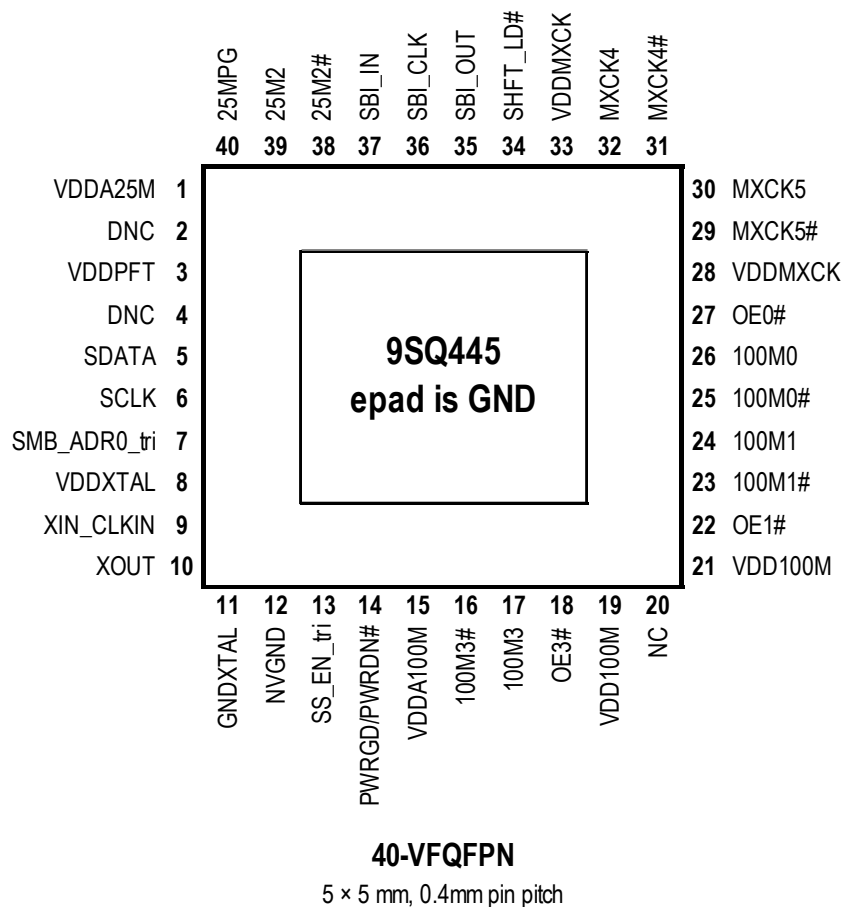 25MPG
25M2
25M2#
SBI_IN
SBI_CLK
SBI_OUT
SHFT_LD#
VDDMXCK
MXCK4
MXCK4#
40 39 38 37 36 35 34 33 32 31
VDDA25M 1
DNC 2
VDDPFT 3
DNC 4
SDATA 5
SCLK 6
SMB_ADR0_tri 7
VDDXTAL 8
XIN_CLKIN 9
XOUT 10
9SQ445
epad is GND
30 MXCK5
29 MXCK5#
28 VDDMXCK
27 OE0#
26 100M0
25 100M0#
24 100M1
23 100M1#
22 OE1#
21 VDD100M
11 12 13 14 15 16 17 18 19 20
GNDXTAL
NVGND
SS_EN_tri
PWRGD/PWRDN#
VDDA100M
100M3#
100M3
OE3#
VDD100M
NC
40-VFQFPN
5 × 5 mm, 0.4mm pin pitch